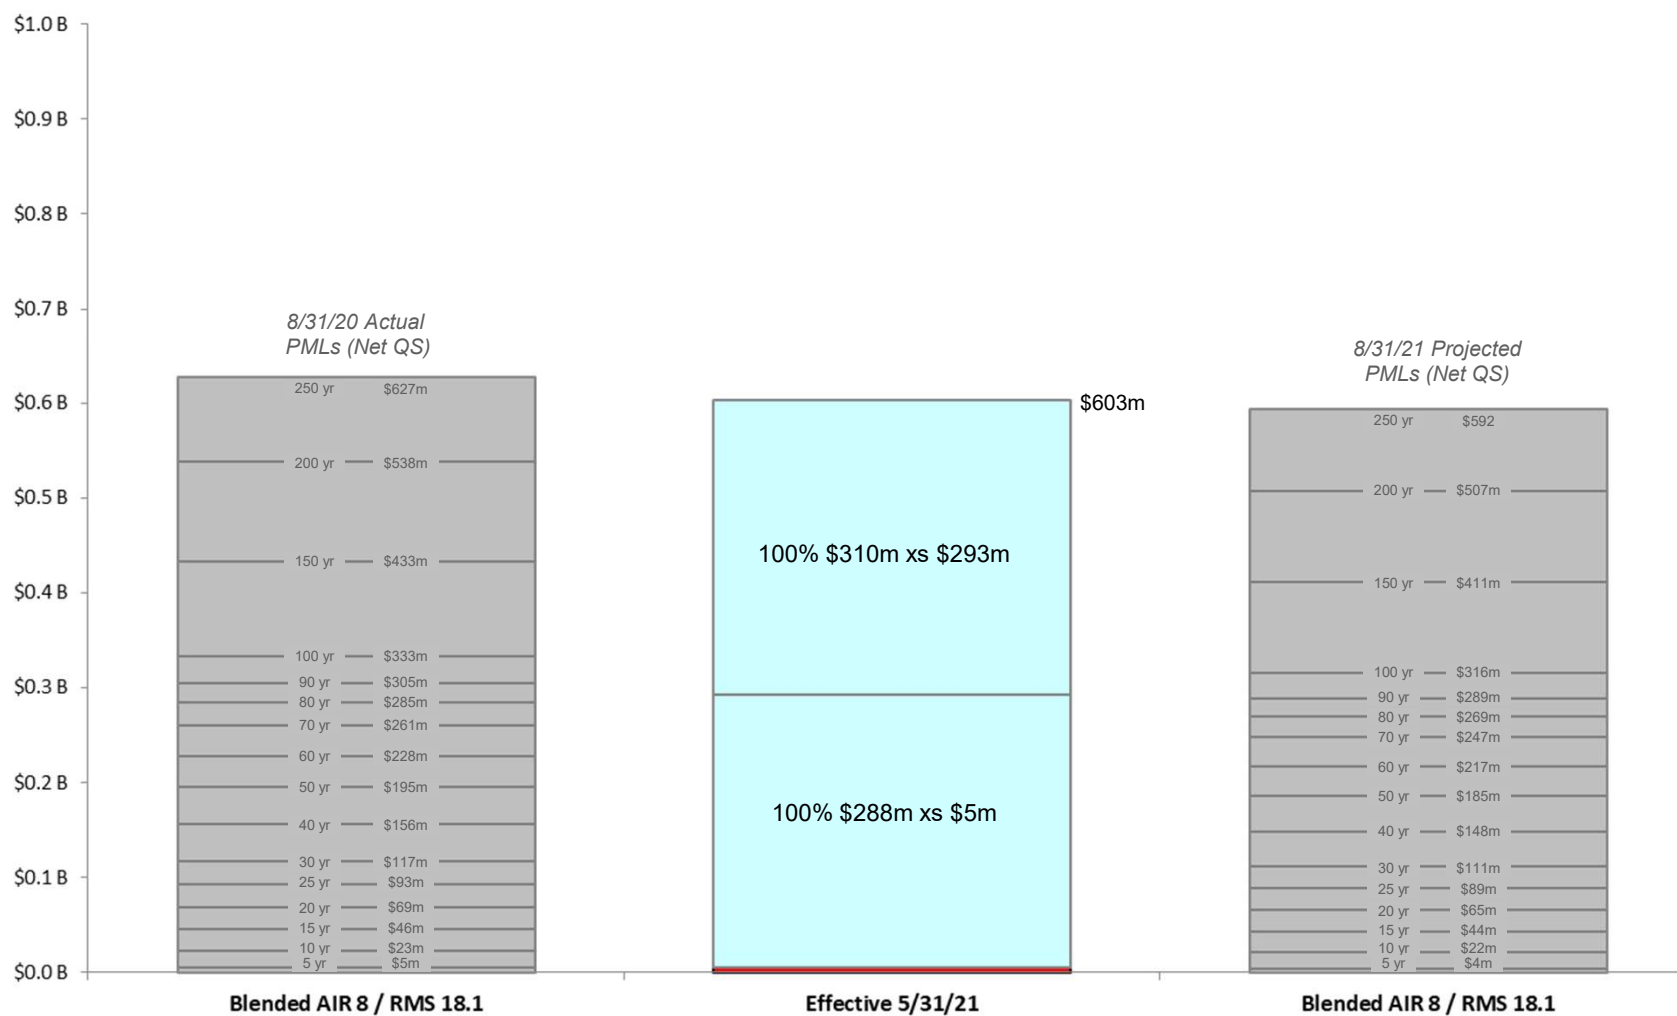 $1.0 B
$0.9 B
$0.8 B
$0.7 B
$0.6 B
$0.5 B
$0.4 B
$0.3 B
$0.2 B
$0.1 B
$0.0 B
8/31/20 Actual
PMLs (Net QS)
250 yr $627m
200 yr $538m
150 yr $433m
100 yr $333m
90 yr $305m
80 yr $285m
70 yr $261m
60 yr $228m
50 yr $195m
40 yr $156m
30 yr $117m
25 yr $93m
20 yr $69m
15 yr $46m
10 yr $23m
5 yr $5m
Blended AIR 8 / RMS 18.1
$603m
100% $310m xs $293m
100% $288m xs $5m
Effective 5/31/21
8/31/21 Projected
PMLs (Net QS)
250 yr $592
200 yr $507m
150 yr $411m
100 yr $316m
90 yr $289m
80 yr $269m
70 yr $247m
60 yr $217m
50 yr $185m
40 yr $148m
30 yr $111m
25 yr $89m
20 yr $65m
15 yr $44m
10 yr $22m
5 yr $4m
Blended AIR 8 / RMS 18.1